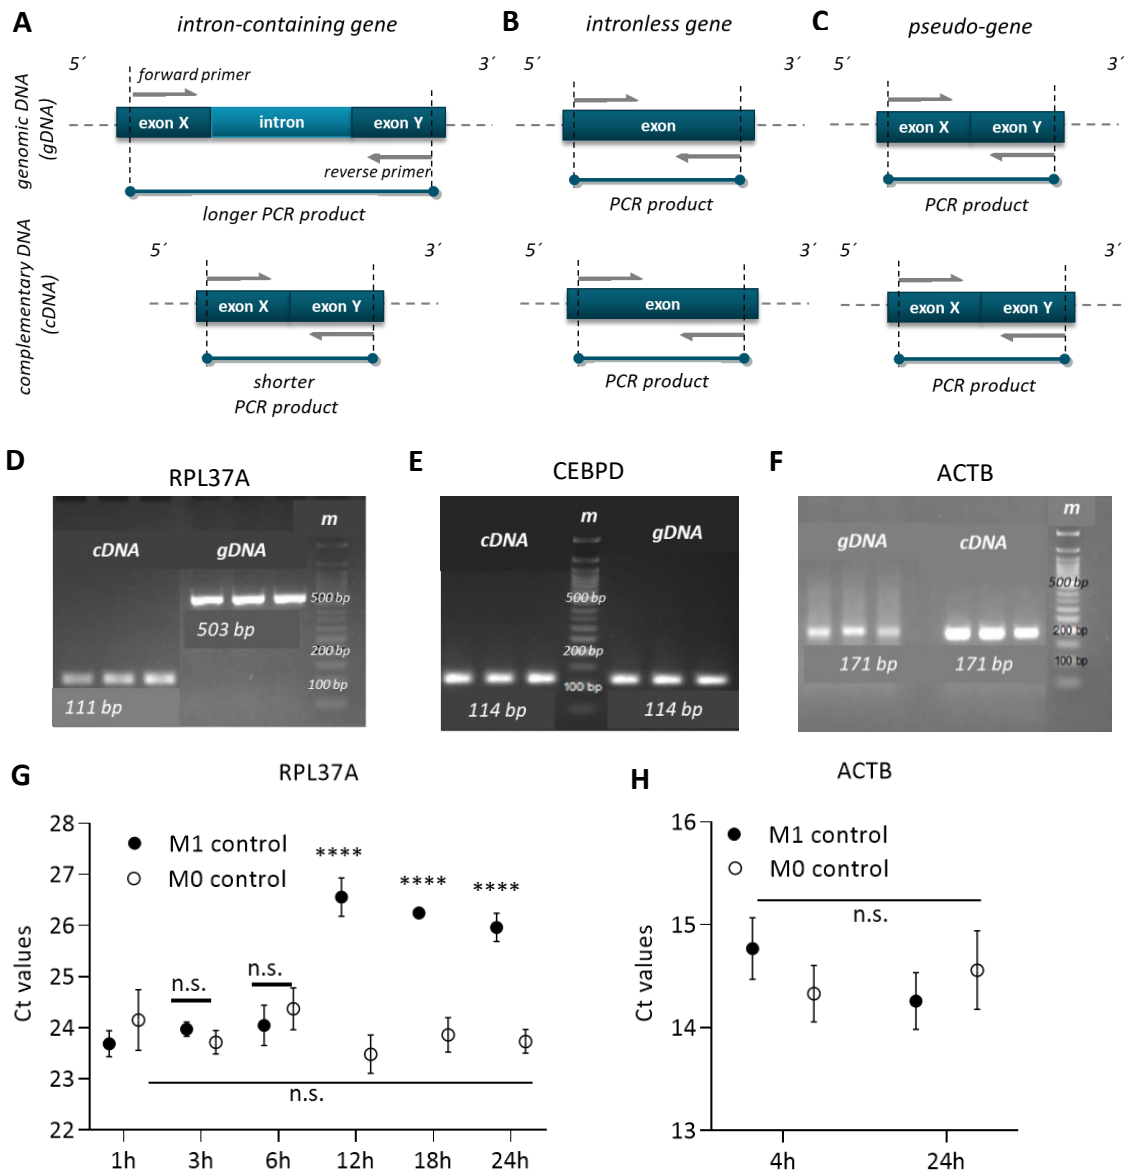 A
intron-containing gene
B
intronless gene
C
pseudo-gene
genomic DNA
(gDNA)
5´
3´
5´
3´
5´
3´
forward primer
exon X
intron
exon Y
exon
exon X
exon Y
reverse primer
longer PCR product
PCR product
PCR product
complementary DNA
(cDNA)
5´
3´
5´
3´
5´
3´
exon X
exon Y
exon
exon X
exon Y
shorter
PCR product
PCR product
PCR product
D
RPL37A
m
cDNA
gDNA
500 bp
503 bp
200 bp
100 bp
111 bp
E
CEBPD
m
cDNA
gDNA
500 bp
200 bp
100 bp
114 bp
114 bp
F
ACTB
m
gDNA
cDNA
500 bp
200 bp
100 bp
171 bp
171 bp
G
RPL37A
Ct values
28
27
26
25
24
23
22
M1 control
M0 control
****
****
****
n.s.
n.s.
n.s.
1h
3h
6h
12h
18h
24h
H
ACTB
Ct values
16
15
14
13
M1 control
M0 control
n.s.
4h
24h